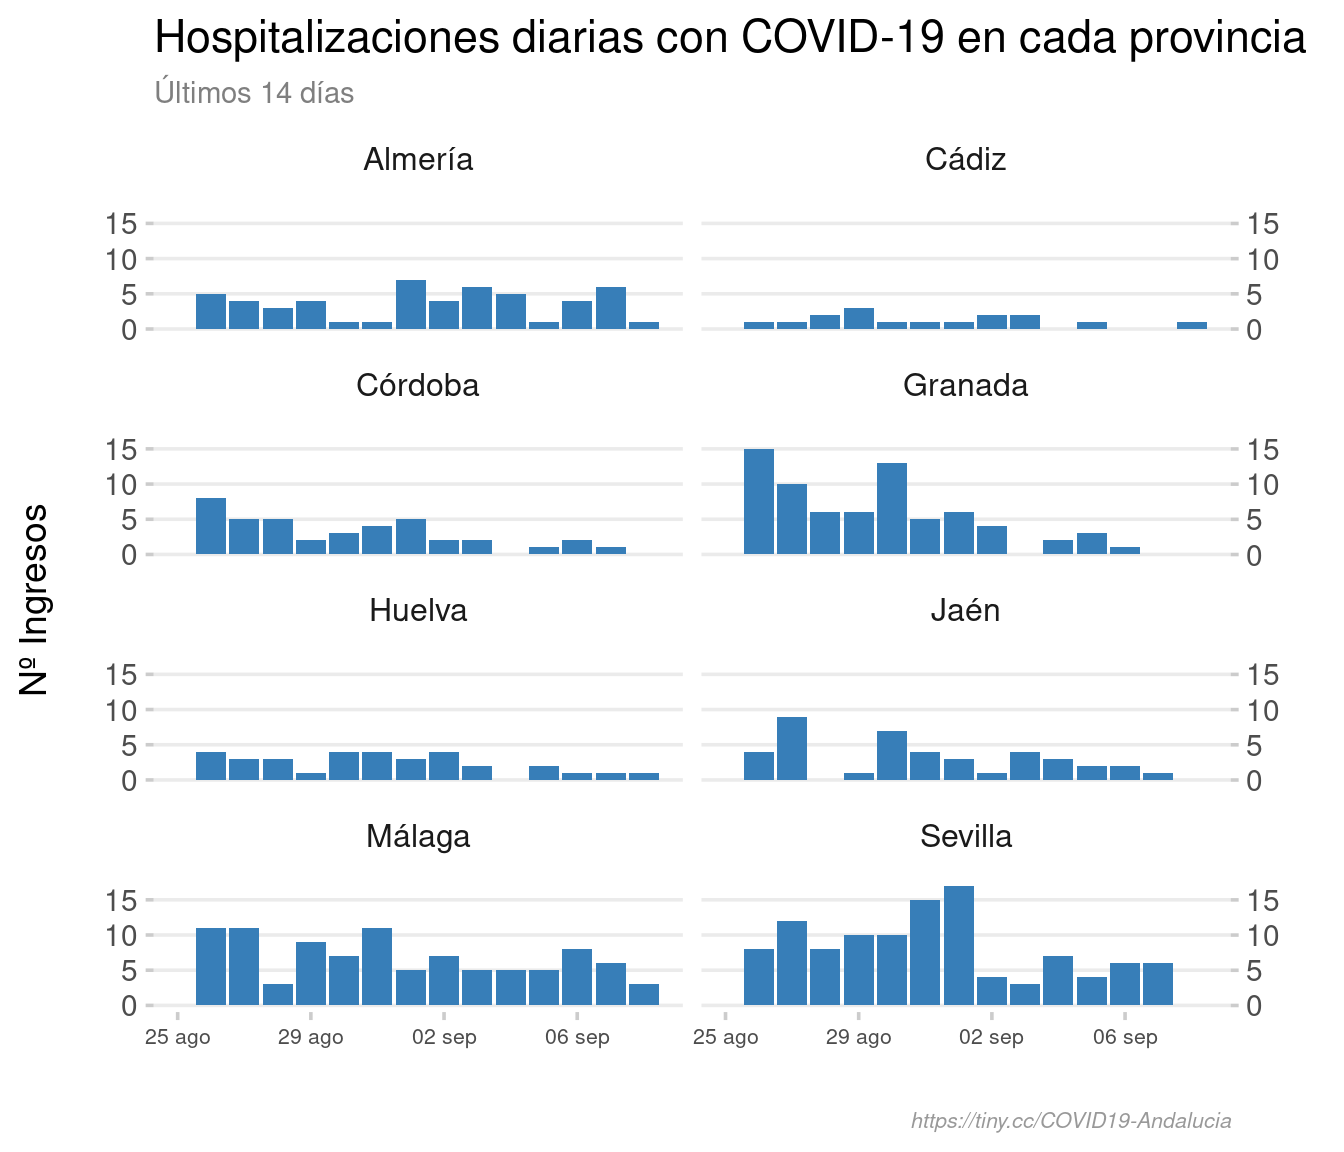 Hospitalizaciones diarias con COVID-19 en cada provincia
Últimos 14 días
Almería
Cádiz
15
10
5
0
15
10
5
0
Córdoba
Granada
15
10
5
0
15
10
5
0
Nº Ingresos
Huelva
Jaén
15
10
5
0
15
10
5
0
Málaga
Sevilla
15
10
5
0
15
10
5
0
25 ago 29 ago 02 sep 06 sep
25 ago 29 ago 02 sep 06 sep
https://tiny.cc/COVID19-Andalucia